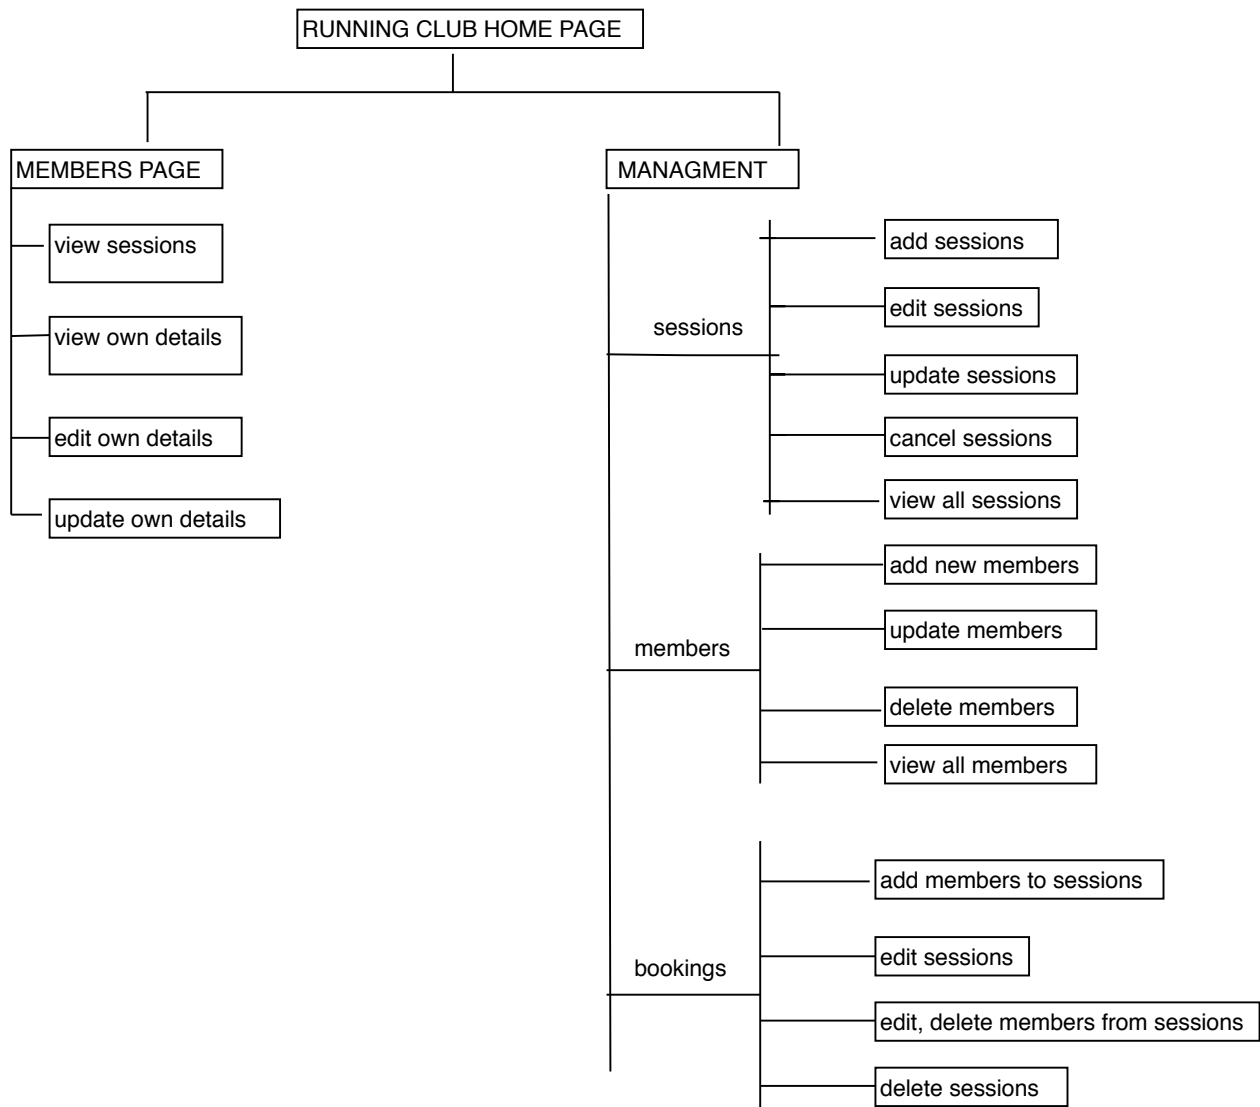 RUNNING CLUB HOME PAGE
MEMBERS PAGE
view sessions
view own details
edit own details
update own details
MANAGMENT
sessions
add sessions
edit sessions
update sessions
cancel sessions
view all sessions
members
add new members
update members
delete members
view all members
bookings
add members to sessions
edit sessions
edit, delete members from sessions
delete sessions